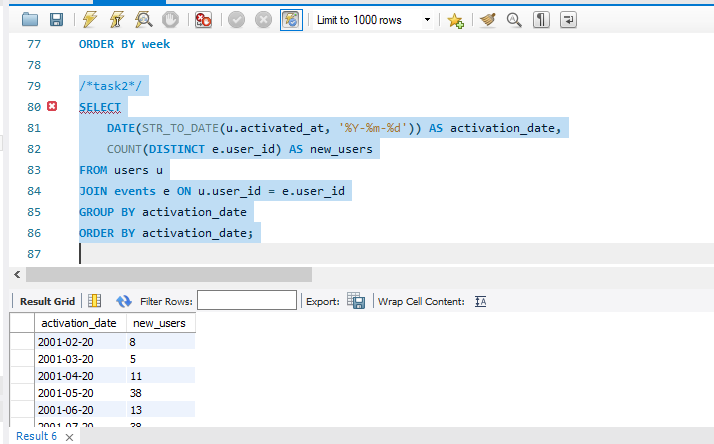 Limit to 1000 rows
77 ORDER BY week
78
79 /*task2*/
80 SELECT
81 DATE(STR_TO_DATE(u.activated_at, '%Y-%m-%d')) AS activation_date,
82 COUNT(DISTINCT e.user_id) AS new_users
83 FROM users u
84 JOIN events e ON u.user_id = e.user_id
85 GROUP BY activation_date
86 ORDER BY activation_date;
87
Result Grid Filter Rows: Export: Wrap Cell Content:
activation_date new_users
2001-02-20 8
2001-03-20 5
2001-04-20 11
2001-05-20 38
2001-06-20 13
2001-07-20 38
Result 6